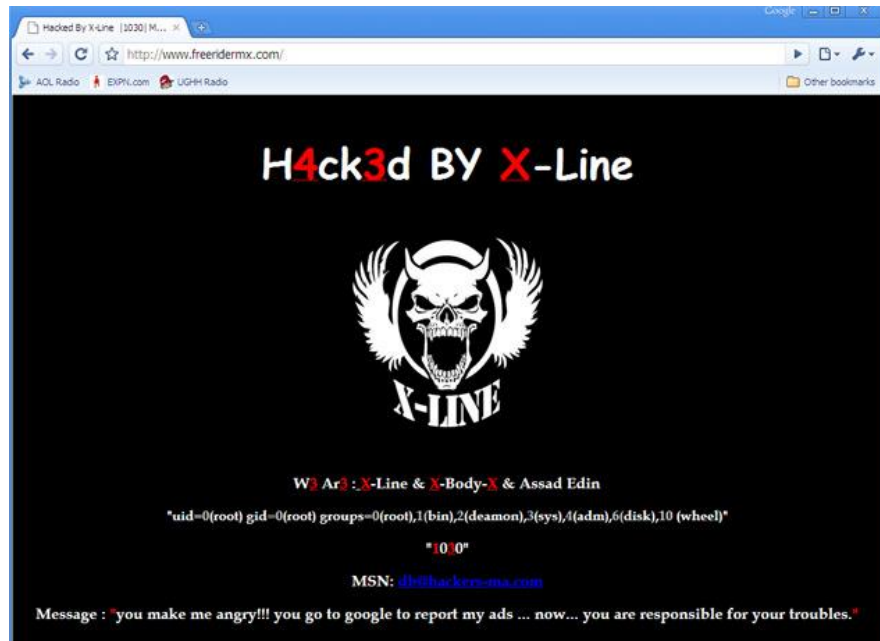 Google
Hacked By X-Line |1030| M...
http://www.freeridermx.com/
AOL Radio EXPN.com UGHH Radio Other bookmarks
H4ck3d BY X-Line
X-LINE
W3 Ar3 : X-Line & X-Body-X & Assad Edin
"uid=0(root) gid=0(root) groups=0(root),1(bin),2(deamon),3(sys),4(adm),6(disk),10 (wheel)"
"1030"
MSN: db@hackers-ma.com
Message : "you make me angry!!! you go to google to report my ads ... now... you are responsible for your troubles."